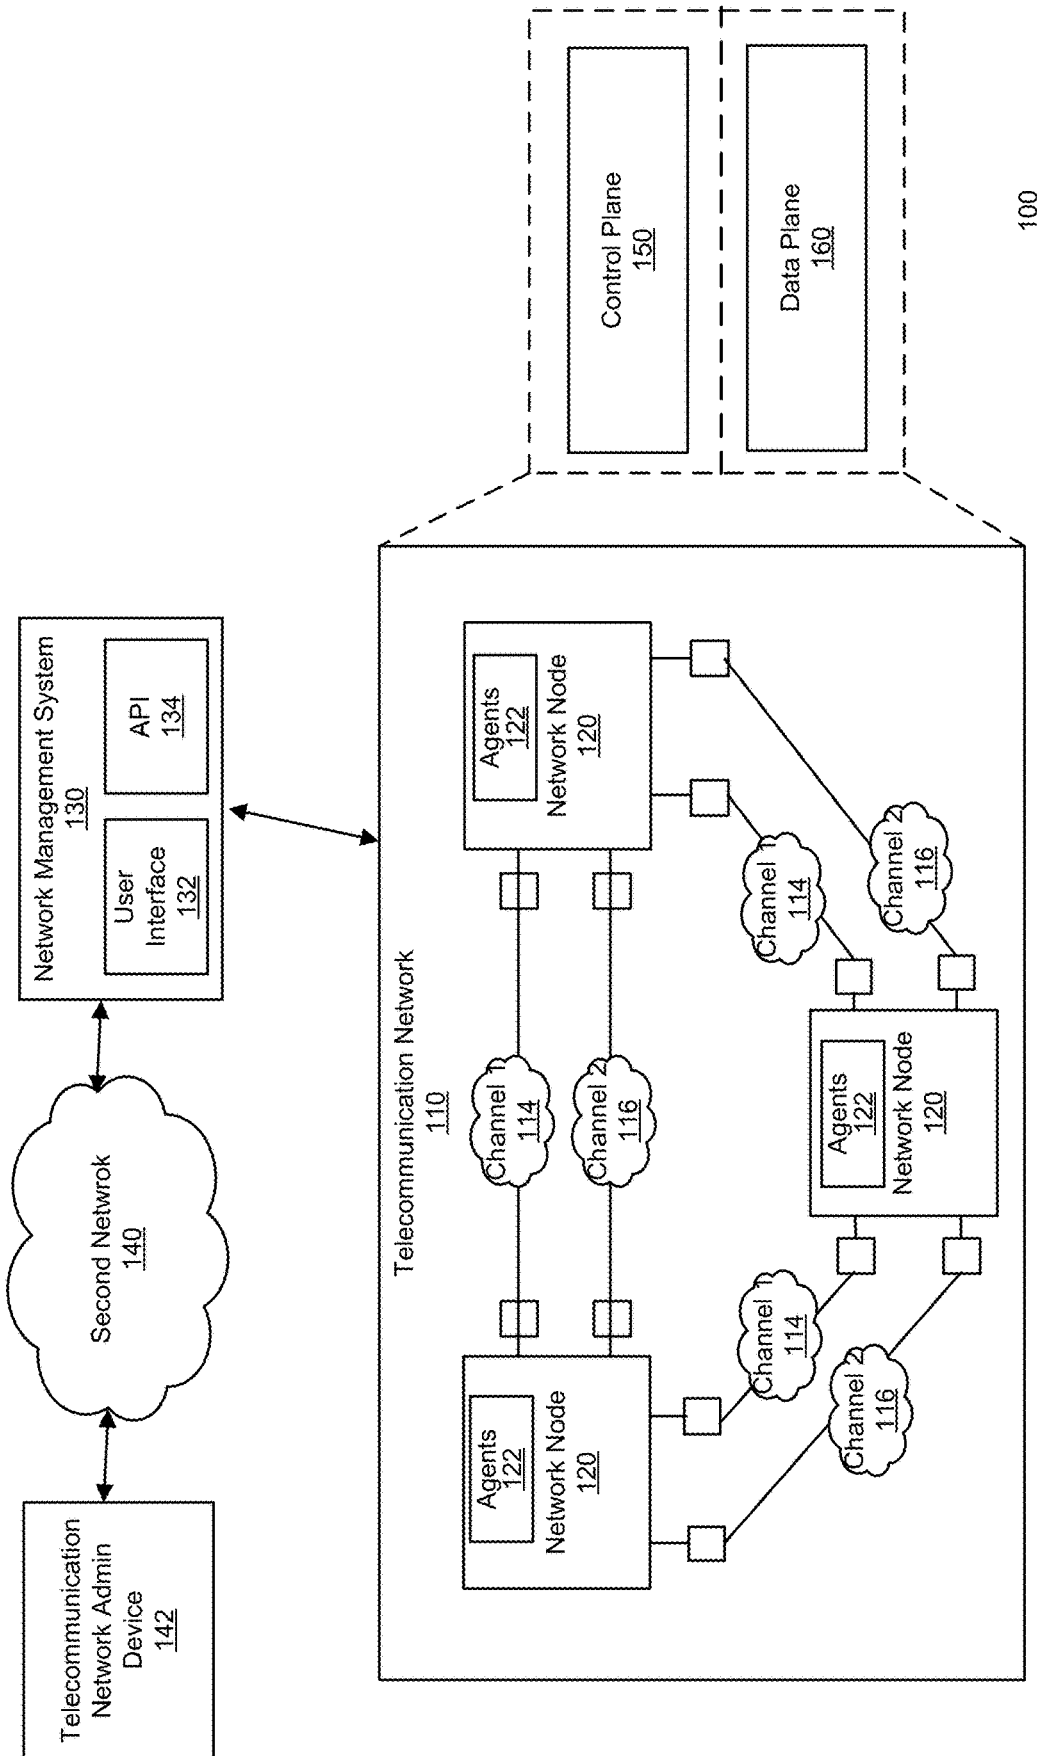 Telecommunication
Network Admin
Device
142
Second Netwrok
140
Network Management System
130
User
Interface
132
API
134
Telecommunication Network
110
Agents
122
Network Node
120
Channel 1
114
Channel 2
116
Agents
122
Network Node
120
Channel 1
114
Channel 2
116
Agents
122
Network Node
120
Channel 1
114
Channel 2
116
Control Plane
150
Data Plane
160
100